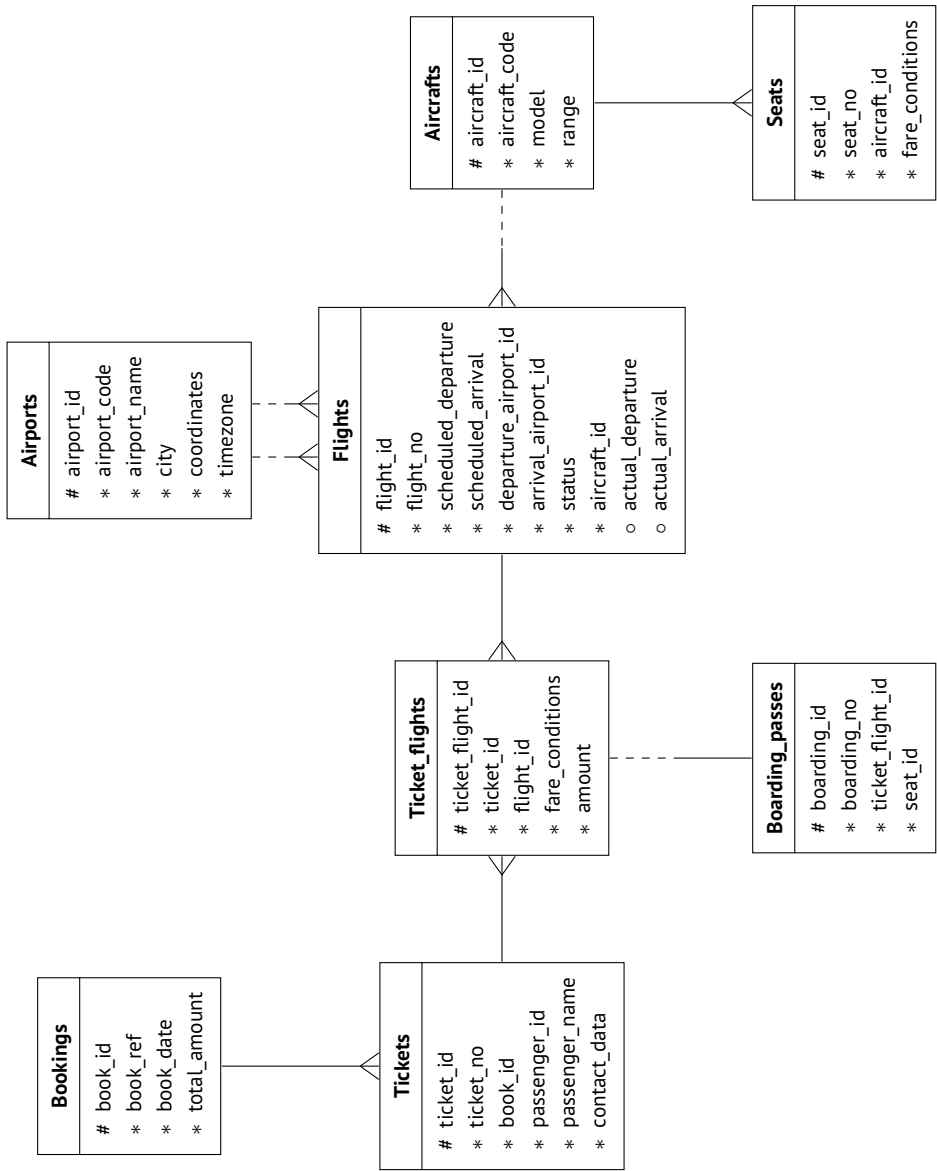 Bookings
# book_id
* book_ref
* book_date
* total_amount
Airports
# airport_id
* airport_code
* airport_name
* city
* coordinates
* timezone
Tickets
# ticket_id
* ticket_no
* book_id
* passenger_id
* passenger_name
* contact_data
Ticket_flights
# ticket_flight_id
* ticket_id
* flight_id
* fare_conditions
* amount
Flights
# flight_id
* flight_no
* scheduled_departure
* scheduled_arrival
* departure_airport_id
* arrival_airport_id
* status
* aircraft_id
○ actual_departure
○ actual_arrival
Aircrafts
# aircraft_id
* aircraft_code
* model
* range
Boarding_passes
# boarding_id
* boarding_no
* ticket_flight_id
* seat_id
Seats
# seat_id
* seat_no
* aircraft_id
* fare_conditions